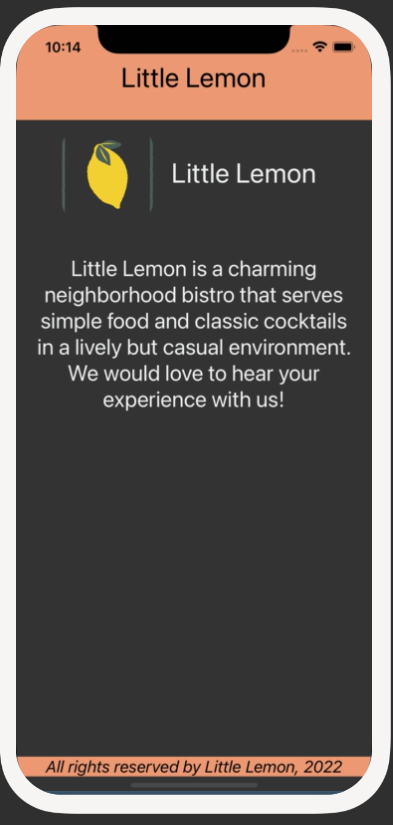 10:14
Little Lemon
Little Lemon
Little Lemon is a charming
neighborhood bistro that serves
simple food and classic cocktails
in a lively but casual environment.
We would love to hear your
experience with us!
All rights reserved by Little Lemon, 2022